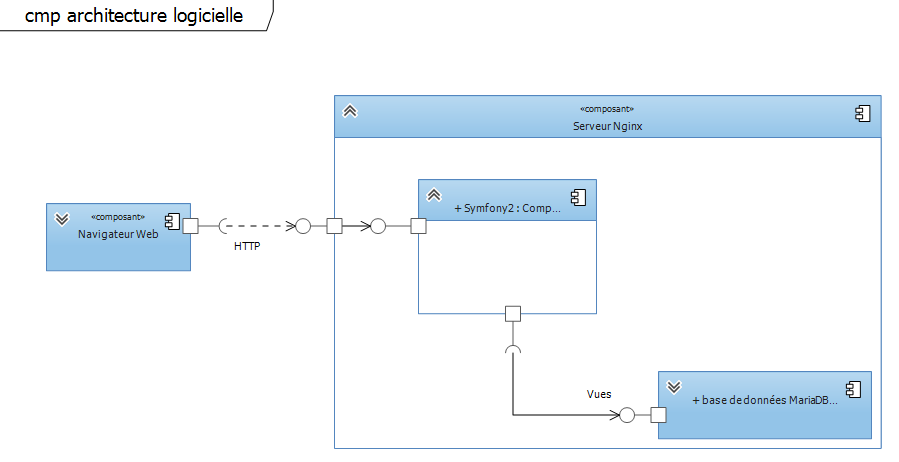 cmp architecture logicielle
«composant»
Serveur Nginx
+ Symfony2 : Comp...
«composant»
Navigateur Web
HTTP
Vues
+ base de données MariaDB...